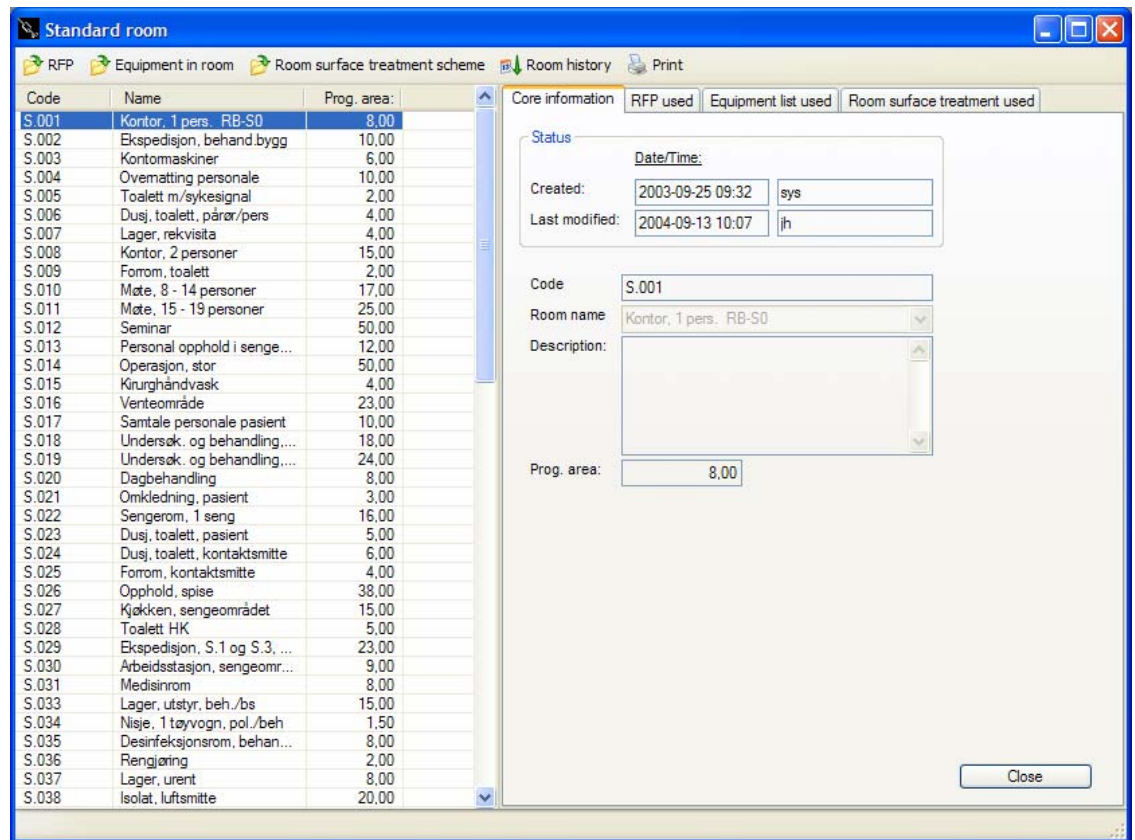 Standard room
RFP Equipment in room Room surface treatment scheme Room history Print
Code Name Prog. area:
S.001 Kontor, 1 pers. RB-S0 8,00
S.002 Ekspedisjon, behand.bygg 10,00
S.003 Kontormaskiner 6,00
S.004 Overnatting personale 10,00
S.005 Toalett m/sykesignal 2,00
S.006 Dusj, toalett, pårør/pers 4,00
S.007 Lager, rekvisita 4,00
S.008 Kontor, 2 personer 15,00
S.009 Forrom, toalett 2,00
S.010 Møte, 8 - 14 personer 17,00
S.011 Møte, 15 - 19 personer 25,00
S.012 Seminar 50,00
S.013 Personal opphold i senge... 12,00
S.014 Operasjon, stor 50,00
S.015 Kirurghåndvask 4,00
S.016 Venteområde 23,00
S.017 Samtale personale pasient 10,00
S.018 Undersøk. og behandling,... 18,00
S.019 Undersøk. og behandling,... 24,00
S.020 Dagbehandling 8,00
S.021 Omkledning, pasient 3,00
S.022 Sengerom, 1 seng 16,00
S.023 Dusj, toalett, pasient 5,00
S.024 Dusj, toalett, kontaktsmitte 6,00
S.025 Forrom, kontaktsmitte 4,00
S.026 Opphold, spise 38,00
S.027 Kjøkken, sengeområdet 15,00
S.028 Toalett HK 5,00
S.029 Ekspedisjon, S.1 og S.3, ... 23,00
S.030 Arbeidsstasjon, sengeomr... 9,00
S.031 Medisinrom 8,00
S.033 Lager, utstyr, beh./bs 15,00
S.034 Nisje, 1 tøyvogn, pol./beh 1,50
S.035 Desinfeksjonsrom, behan... 8,00
S.036 Rengjøring 2,00
S.037 Lager, urent 8,00
S.038 Isolat, luftsmitte 20,00
Core information RFP used Equipment list used Room surface treatment used
Status
Date/Time:
Created: 2003-09-25 09:32 sys
Last modified: 2004-09-13 10:07 jh
Code S.001
Room name Kontor, 1 pers. RB-S0
Description:
Prog. area: 8,00
Close